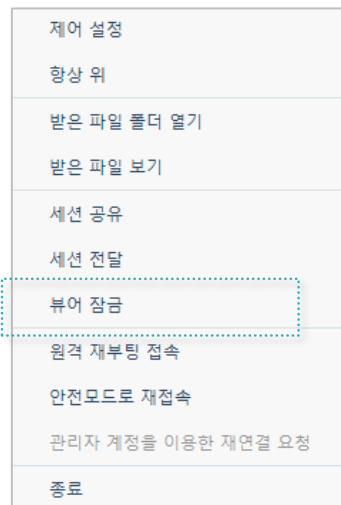 제어 설정
항상 위
받은 파일 폴더 열기
받은 파일 보기
세션 공유
세션 전달
뷰어 잠금
원격 재부팅 접속
안전모드로 재접속
관리자 계정을 이용한 재연결 요청
종료